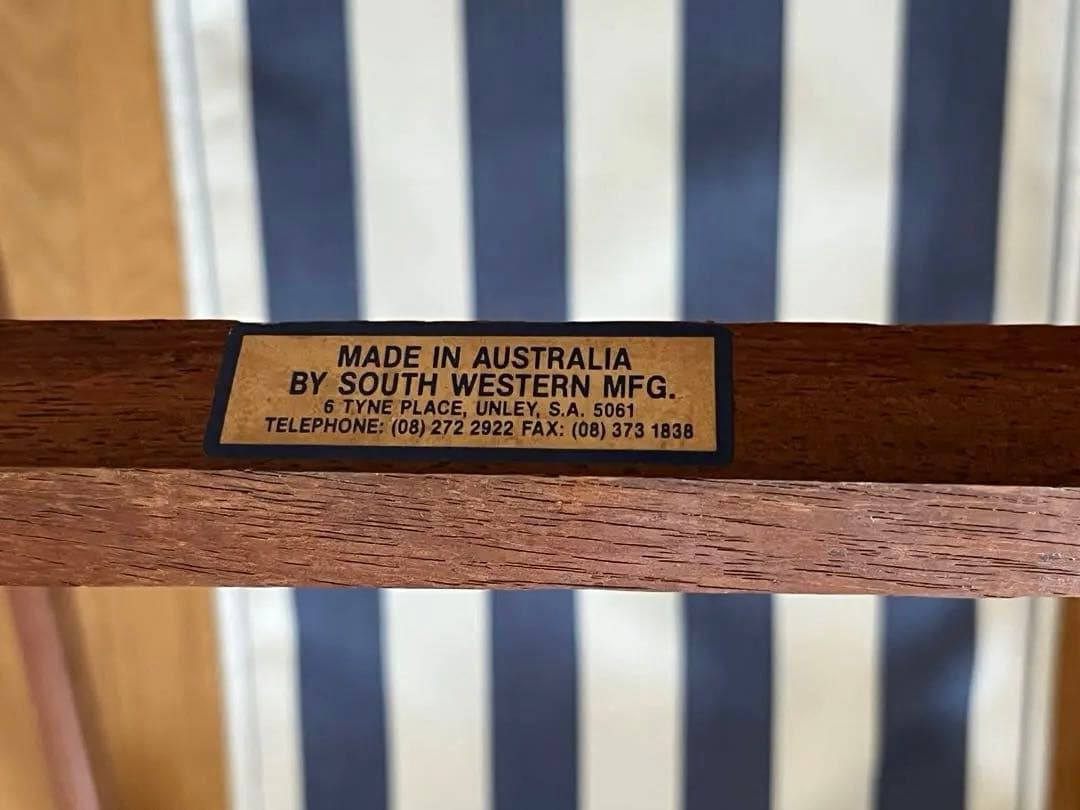 MADE IN AUSTRALIA
BY SOUTH WESTERN MFG.
6 TYNE PLACE, UNLEY, S.A. 5061
TELEPHONE: (08) 272 2922 FAX: (08) 373 1838